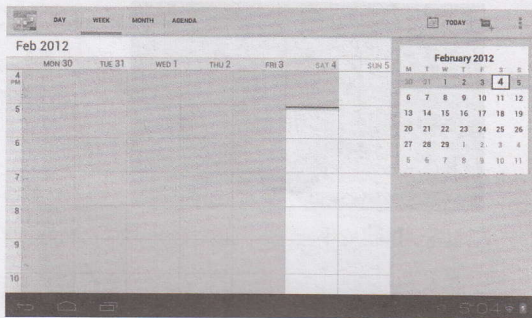 DAY WEEK MONTH AGENDA TODAY
Feb 2012
MON 30 TUE 31 WED 1 THU 2 FRI 3 SAT 4 SUN 5
4
PM
5
6
7
8
9
10
February 2012
M T W T F S S
30 31 1 2 3 4 5
6 7 8 9 10 11 12
13 14 15 16 17 18 19
20 21 22 23 24 25 26
27 28 29 1 2 3 4
5 6 7 8 9 10 11
5:04